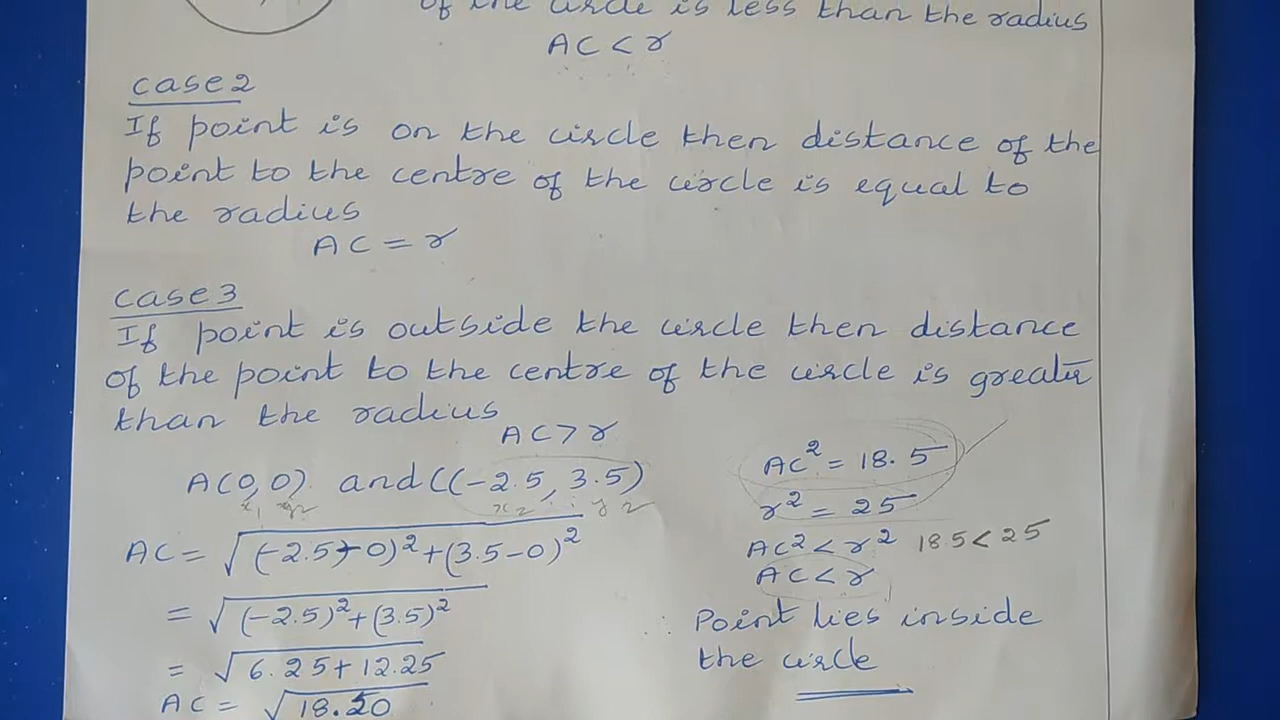 of the circle is less than the radius
AC < r
Case 2
If point is on the circle then distance of the
point to the centre of the circle is equal to
the radius
AC = r
Case 3
If point is outside the circle then distance
of the point to the centre of the circle is greater
than the radius
AC > r
A(0,0) and C(-2.5, 3.5)
x₁ y₂ x₂ y₂
AC = √(-2.5-0)²+(3.5-0)²
= √(-2.5)²+(3.5)²
= √6.25+12.25
AC = √18.50
AC² = 18.5
r² = 25
AC² < r² 18.5 < 25
AC < r
∴ Point lies inside
the circle